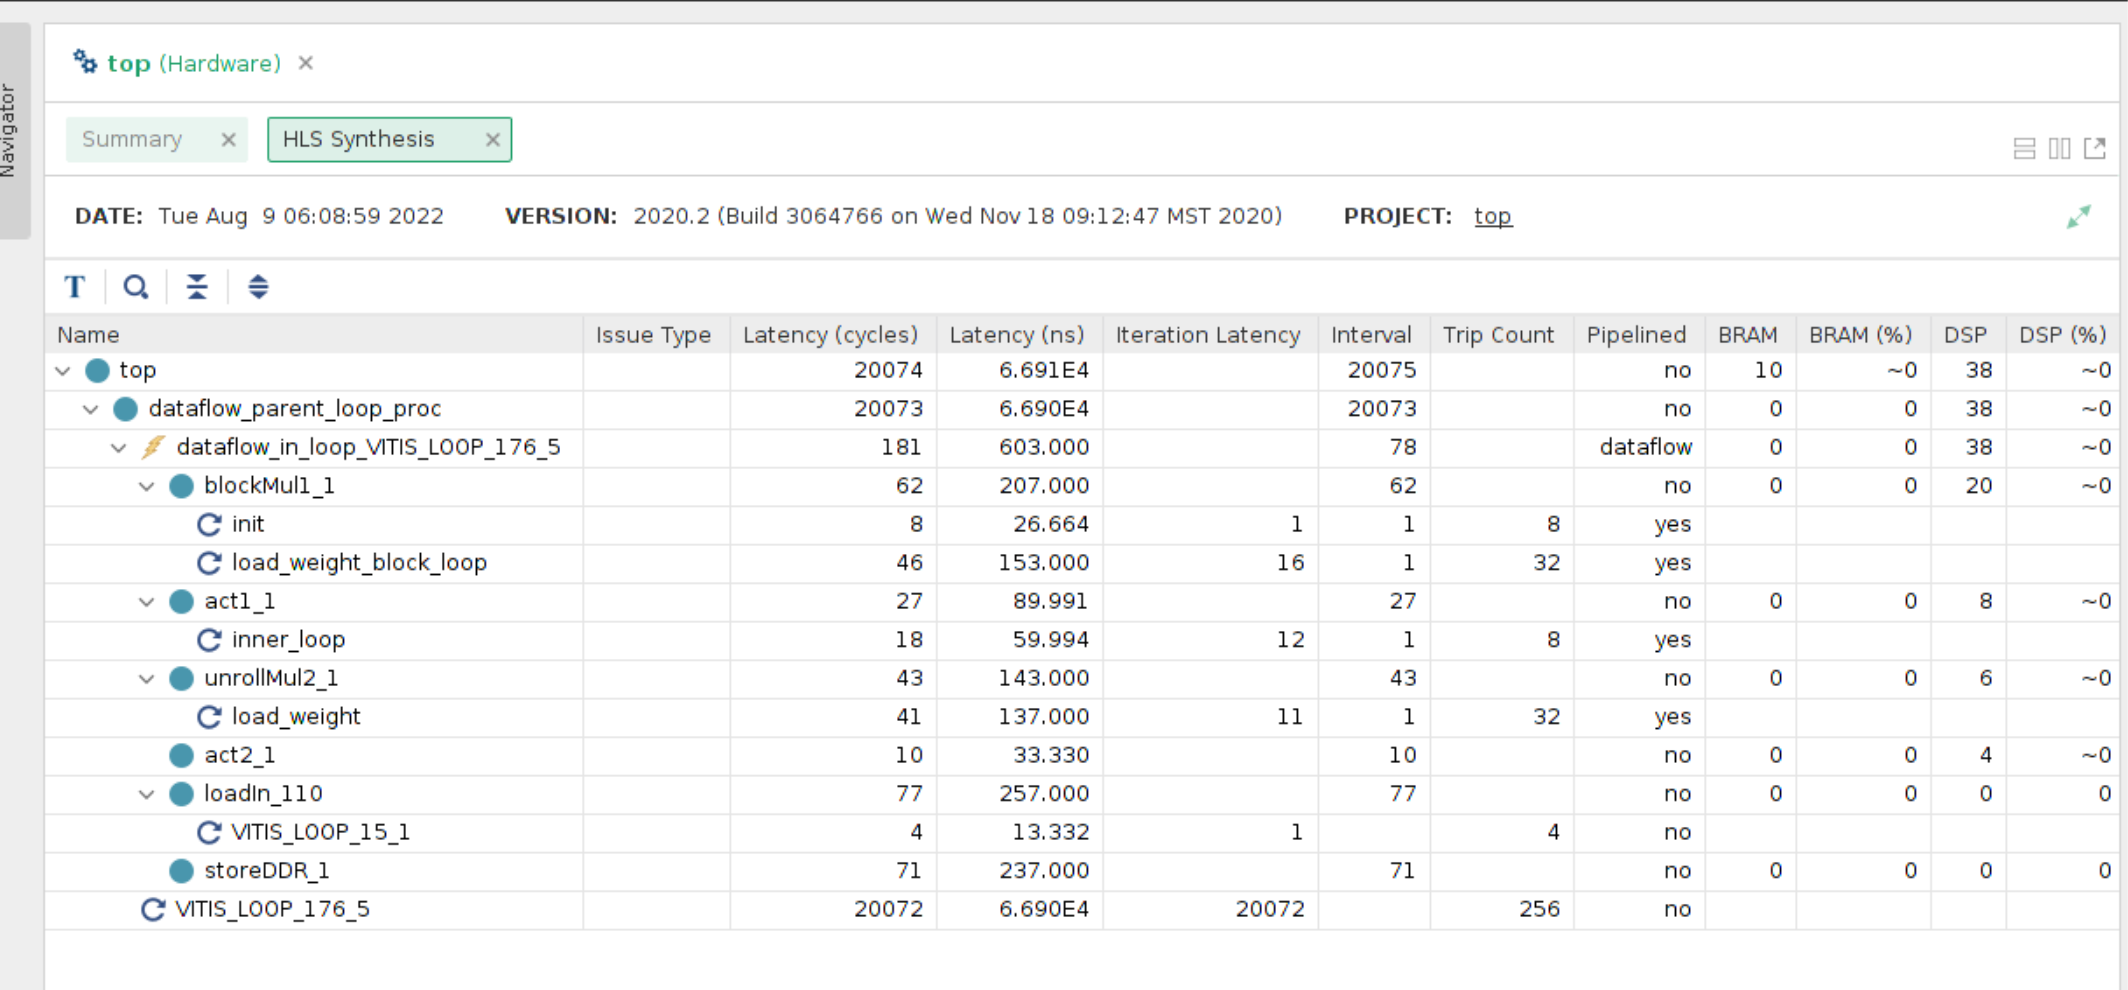 Navigator
top (Hardware)
Summary HLS Synthesis
DATE: Tue Aug 9 06:08:59 2022 VERSION: 2020.2 (Build 3064766 on Wed Nov 18 09:12:47 MST 2020) PROJECT: top
Name Issue Type Latency (cycles) Latency (ns) Iteration Latency Interval Trip Count Pipelined BRAM BRAM (%) DSP DSP (%)
top 20074 6.691E4 20075 no 10 ~0 38 ~0
dataflow_parent_loop_proc 20073 6.690E4 20073 no 0 0 38 ~0
dataflow_in_loop_VITIS_LOOP_176_5 181 603.000 78 dataflow 0 0 38 ~0
blockMul1_1 62 207.000 62 no 0 0 20 ~0
init 8 26.664 1 1 8 yes
load_weight_block_loop 46 153.000 16 1 32 yes
act1_1 27 89.991 27 no 0 0 8 ~0
inner_loop 18 59.994 12 1 8 yes
unrollMul2_1 43 143.000 43 no 0 0 6 ~0
load_weight 41 137.000 11 1 32 yes
act2_1 10 33.330 10 no 0 0 4 ~0
loadIn_110 77 257.000 77 no 0 0 0 0
VITIS_LOOP_15_1 4 13.332 1 4 no
storeDDR_1 71 237.000 71 no 0 0 0 0
VITIS_LOOP_176_5 20072 6.690E4 20072 256 no